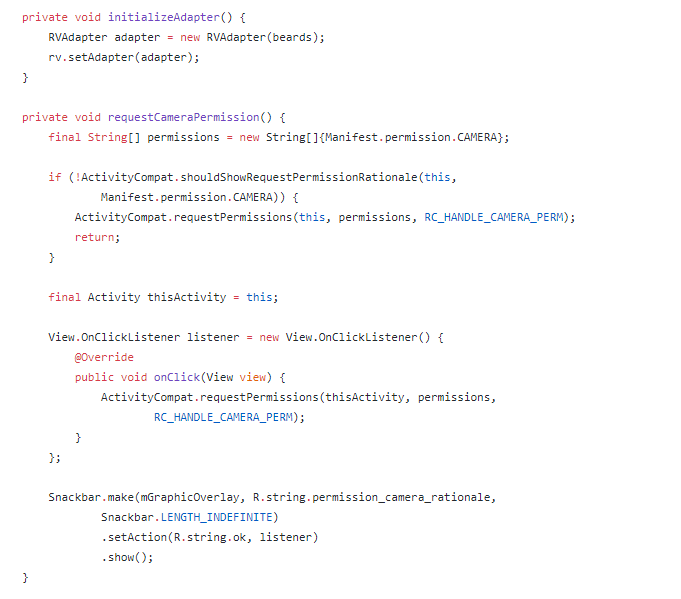 private void initializeAdapter() {
    RVAdapter adapter = new RVAdapter(beards);
    rv.setAdapter(adapter);
}

private void requestCameraPermission() {
    final String[] permissions = new String[]{Manifest.permission.CAMERA};

    if (!ActivityCompat.shouldShowRequestPermissionRationale(this,
            Manifest.permission.CAMERA)) {
        ActivityCompat.requestPermissions(this, permissions, RC_HANDLE_CAMERA_PERM);
        return;
    }

    final Activity thisActivity = this;

    View.OnClickListener listener = new View.OnClickListener() {
        @Override
        public void onClick(View view) {
            ActivityCompat.requestPermissions(thisActivity, permissions,
                    RC_HANDLE_CAMERA_PERM);
        }
    };

    Snackbar.make(mGraphicOverlay, R.string.permission_camera_rationale,
            Snackbar.LENGTH_INDEFINITE)
            .setAction(R.string.ok, listener)
            .show();
}